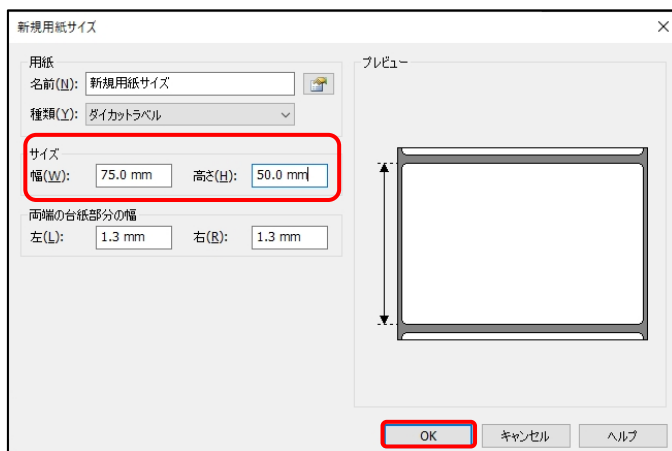 新規用紙サイズ
用紙
名前(N): 新規用紙サイズ
種類(Y): ダイカットラベル
サイズ
幅(W): 75.0 mm 高さ(H): 50.0 mm
両端の台紙部分の幅
左(L): 1.3 mm 右(R): 1.3 mm
プレビュー
OK キャンセル ヘルプ